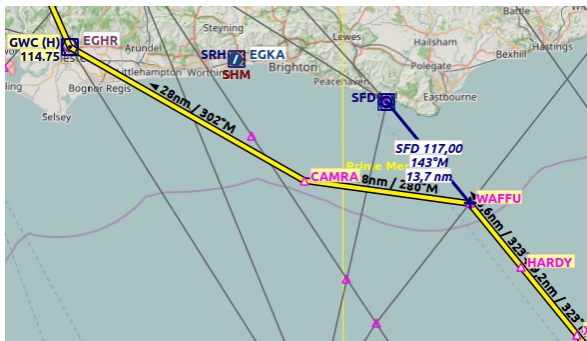 Battle
Steyning
Lewes
Hailsham
Hastings
GWC (H)
EGHR
114.75
Arundel
SRH
EGKA
SHM
Brighton
Polegate
Bexhill
Littlehampton
Worthing
Peacehaven
Bognor Regis
Eastbourne
Selsey
28nm / 302°M
SFD
SFD 117,00
143°M
13,7 nm
CAMRA
8nm / 280°M
WAFFU
HARDY